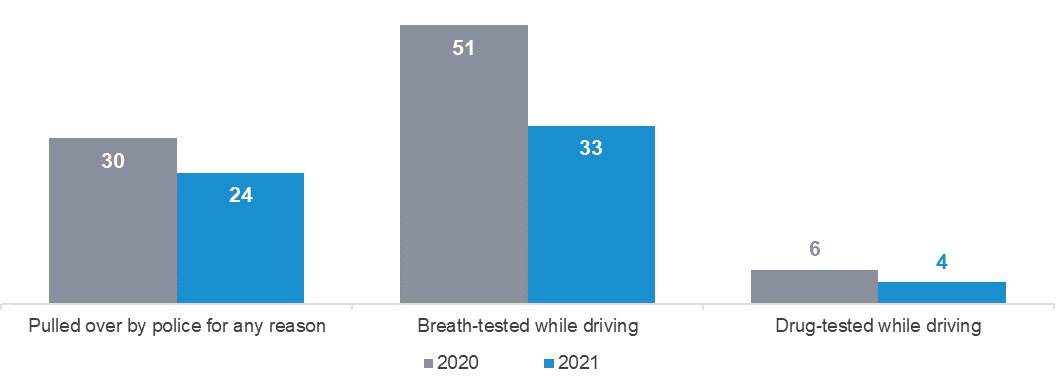 51
30
33
24
6
4
Pulled over by police for any reason
Breath-tested while driving
Drug-tested while driving
2020
2021